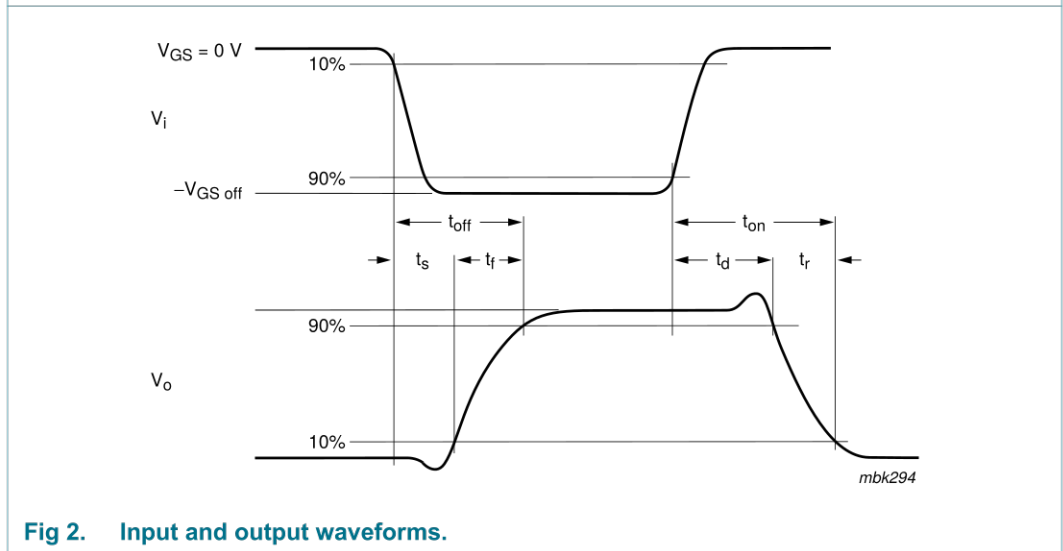 VGS = 0 V
10%
Vi
90%
−VGS off
toff
ton
ts
tf
td
tr
90%
Vo
10%
mbk294
Fig 2. Input and output waveforms.